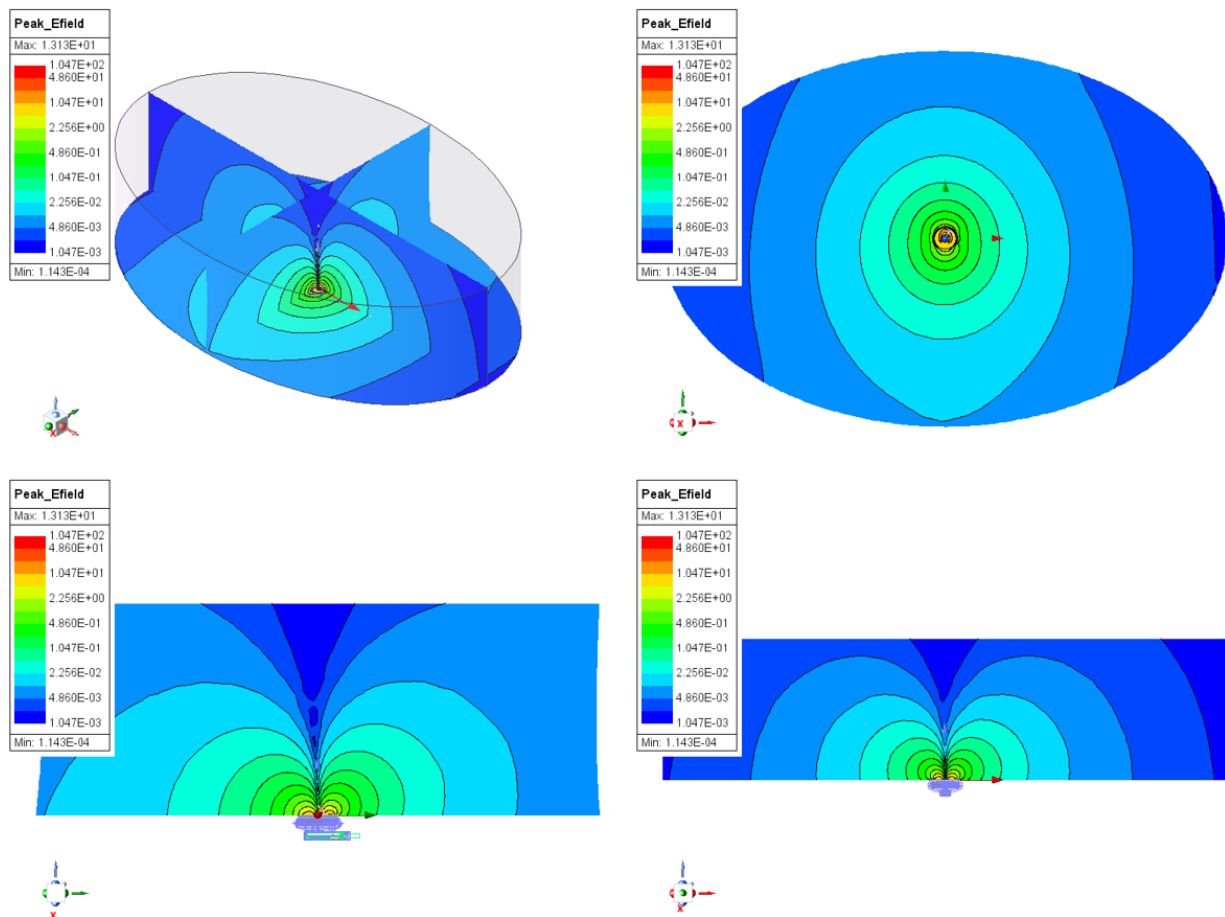 Peak_Efield
Max: 1.313E+01
1.047E+02
4.860E+01
1.047E+01
2.256E+00
4.860E-01
1.047E-01
2.256E-02
4.860E-03
1.047E-03
Min: 1.143E-04
X
Peak_Efield
Max: 1.313E+01
1.047E+02
4.860E+01
1.047E+01
2.256E+00
4.860E-01
1.047E-01
2.256E-02
4.860E-03
1.047E-03
Min: 1.143E-04
X
Peak_Efield
Max: 1.313E+01
1.047E+02
4.860E+01
1.047E+01
2.256E+00
4.860E-01
1.047E-01
2.256E-02
4.860E-03
1.047E-03
Min: 1.143E-04
X
Peak_Efield
Max: 1.313E+01
1.047E+02
4.860E+01
1.047E+01
2.256E+00
4.860E-01
1.047E-01
2.256E-02
4.860E-03
1.047E-03
Min: 1.143E-04
X